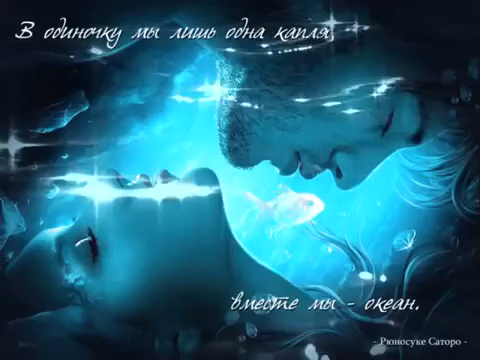 В одиночку мы лишь одна капля,
вместе мы - океан.
- Рюносуке Саторо -